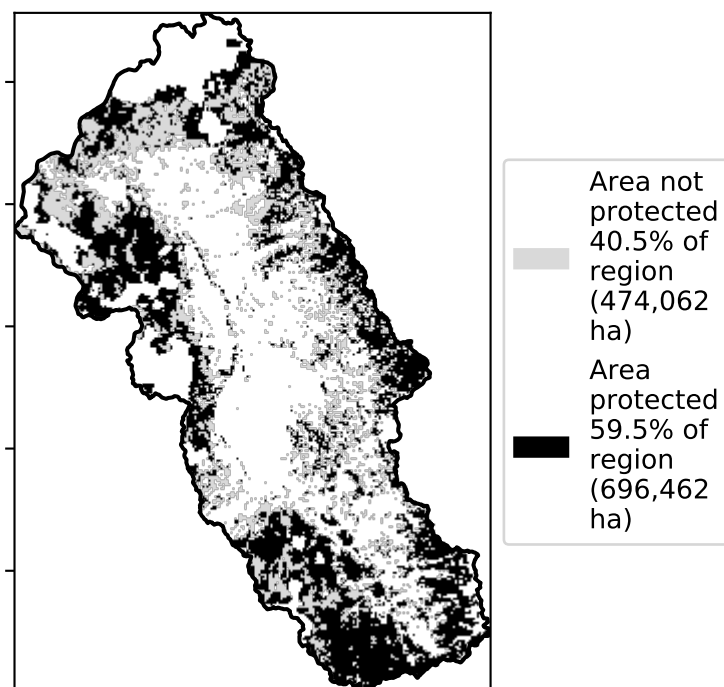 Area not
protected
40.5% of
region
(474,062
ha)
Area
protected
59.5% of
region
(696,462
ha)